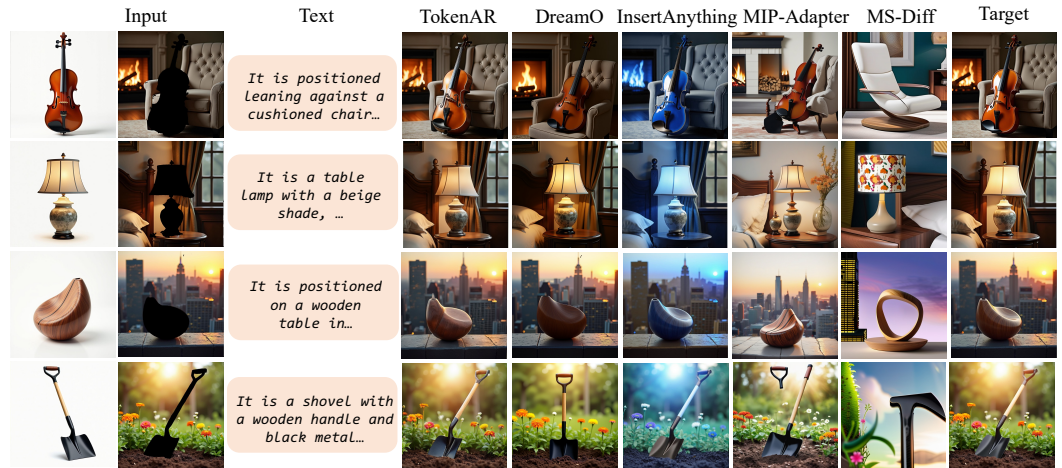 Input Text TokenAR DreamO InsertAnything MIP-Adapter MS-Diff Target
It is positioned
leaning against a
cushioned chair…
It is a table
lamp with a beige
shade, …
It is positioned
on a wooden
table in…
It is a shovel with
a wooden handle and
black metal…